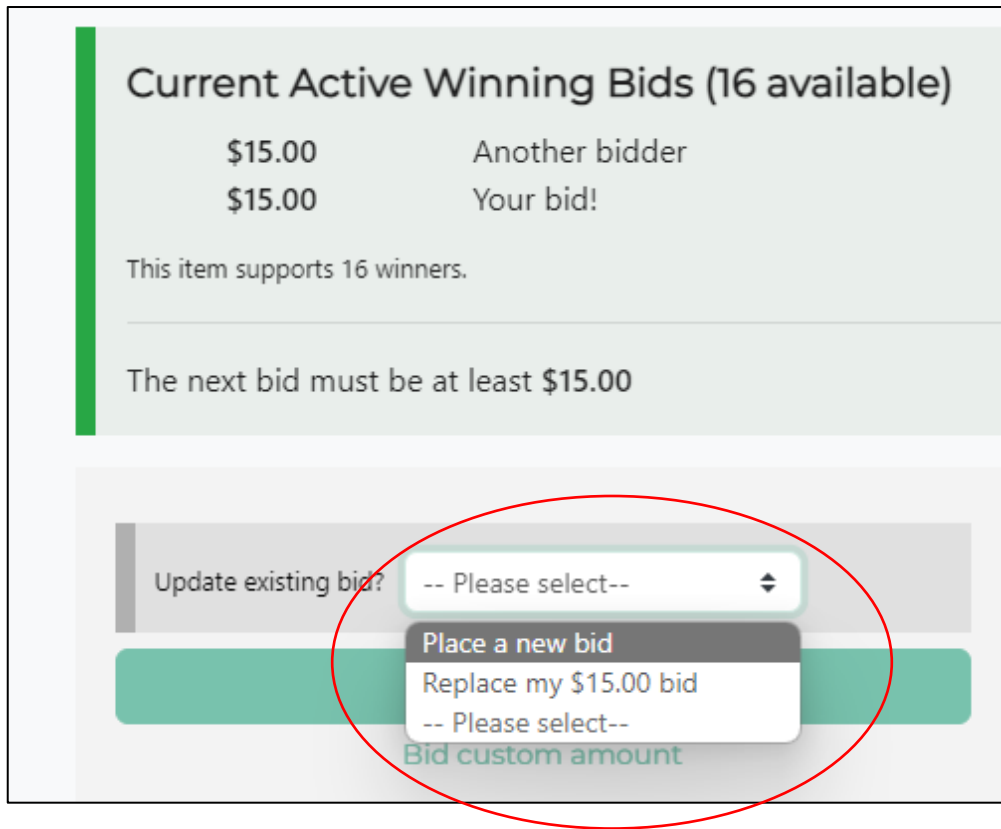 Current Active Winning Bids (16 available)
$15.00 Another bidder
$15.00 Your bid!
This item supports 16 winners.
The next bid must be at least $15.00
Update existing bid? -- Please select--
Place a new bid
Replace my $15.00 bid
-- Please select--
Bid custom amount